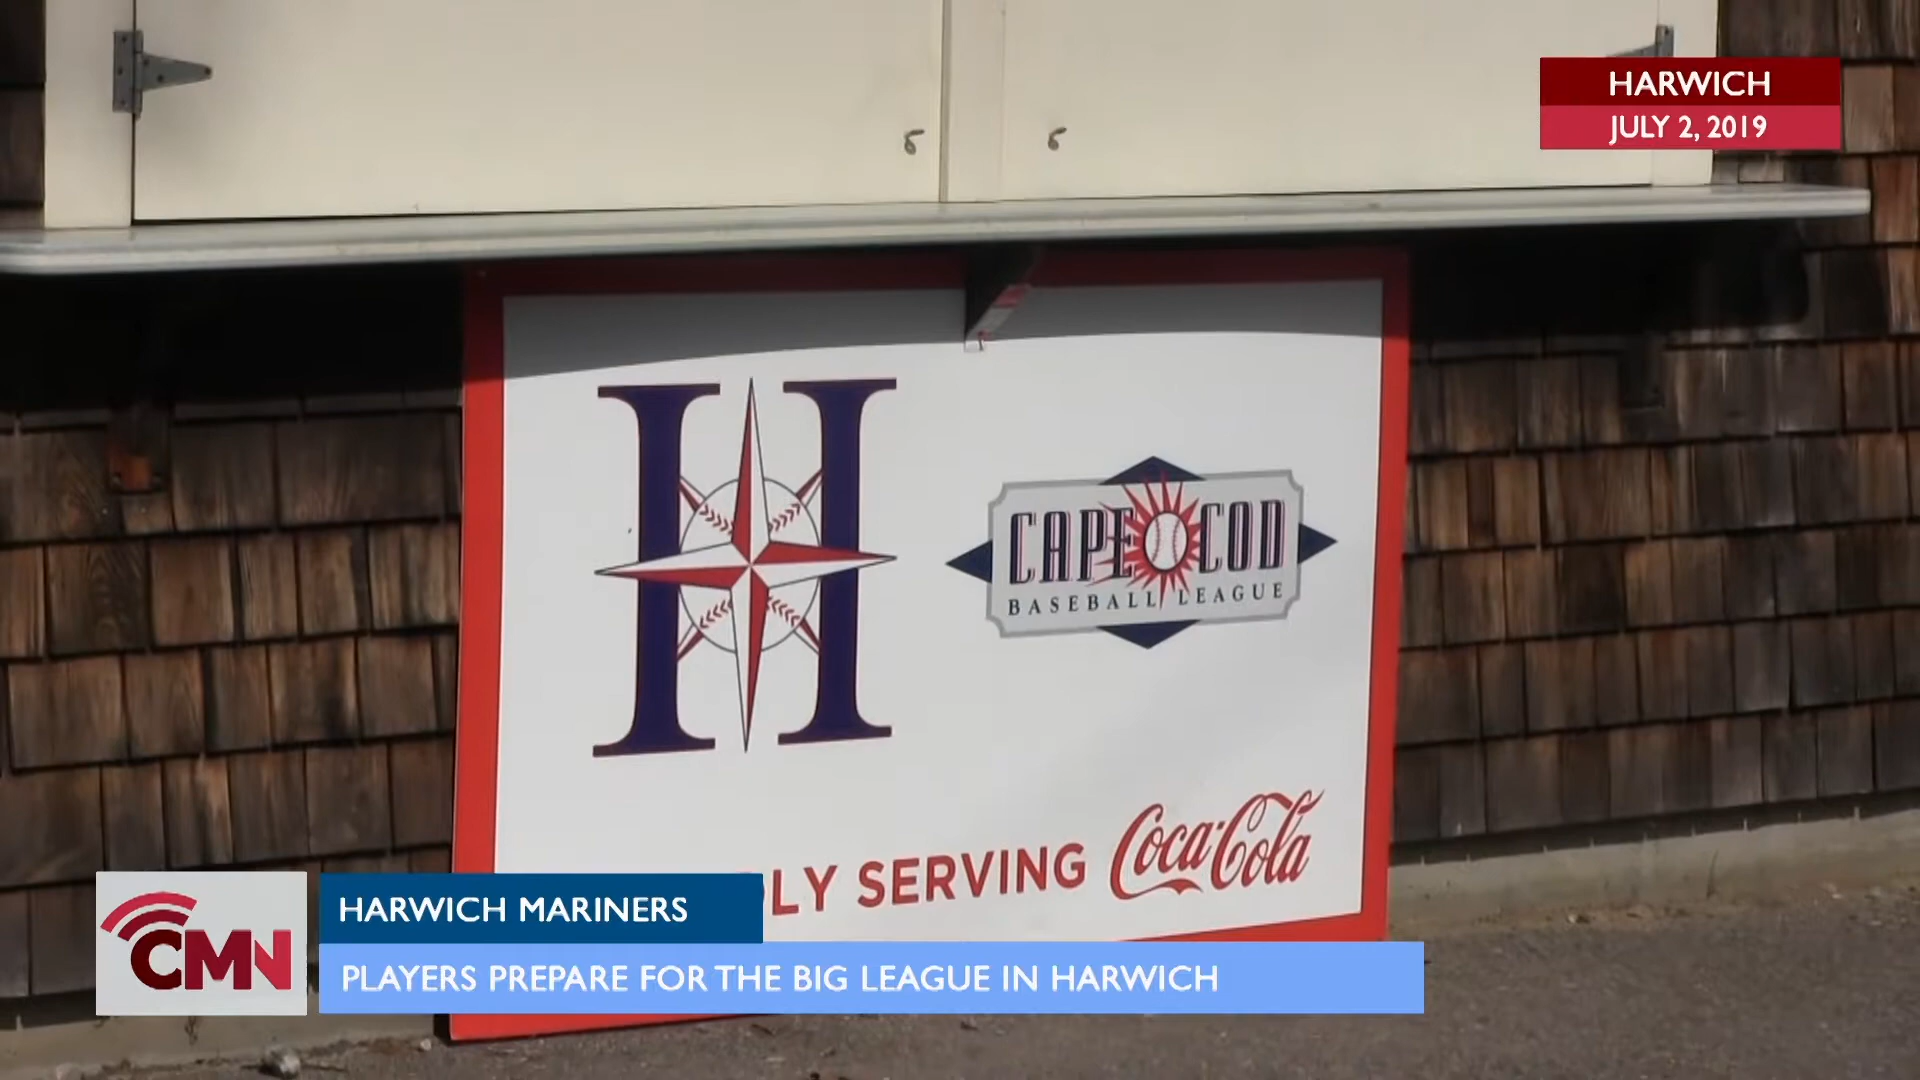 HARWICH
JULY 2, 2019
H
CAPE COD
BASEBALL LEAGUE
DLY SERVING Coca-Cola
HARWICH MARINERS
CMN
PLAYERS PREPARE FOR THE BIG LEAGUE IN HARWICH